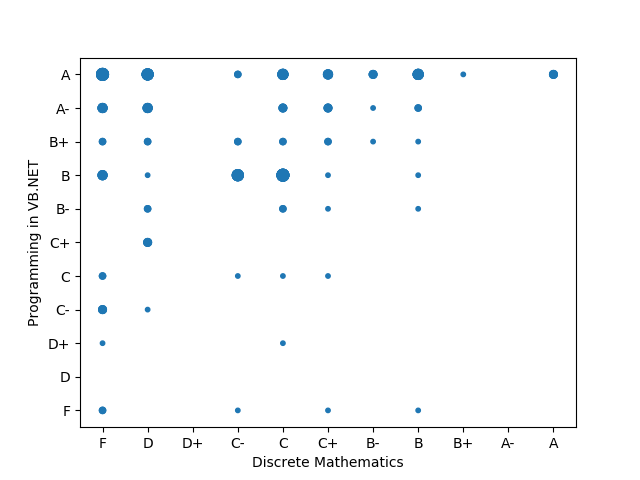 A
A-
B+
B
B-
C+
C
C-
D+
D
F
Programming in VB.NET
F D D+ C- C C+ B- B B+ A- A
Discrete Mathematics